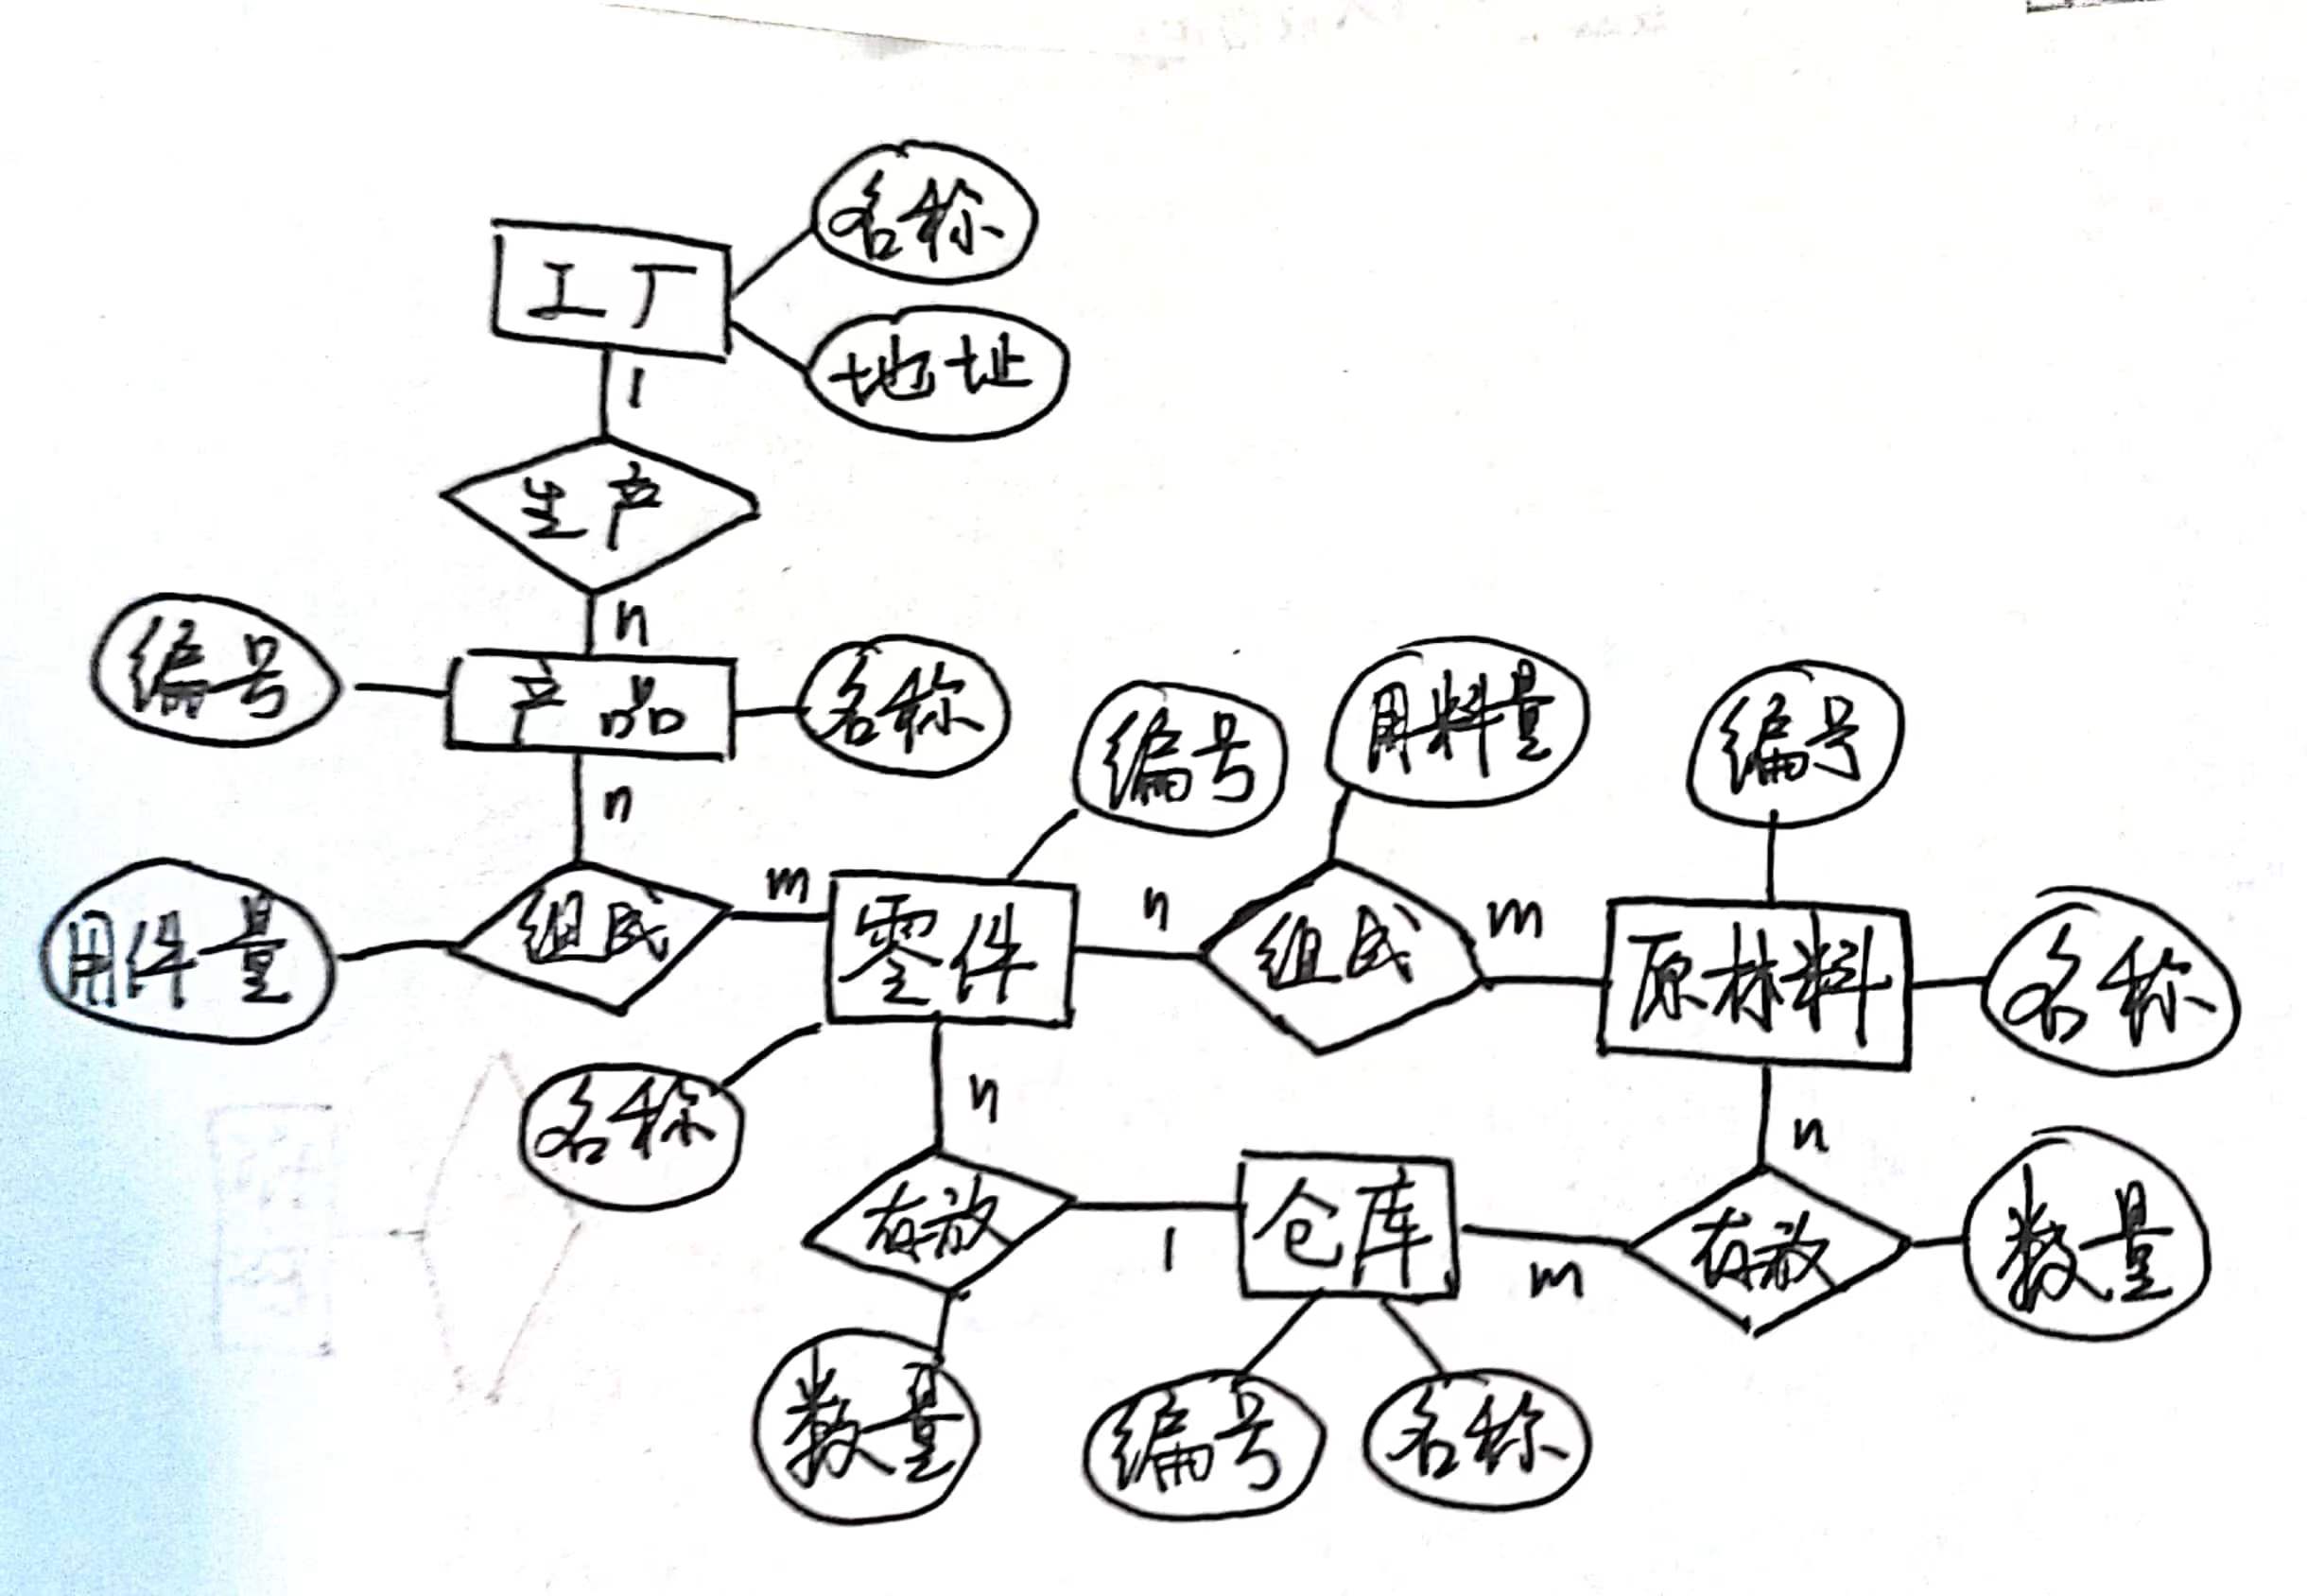 名称
工厂
地址
1
生产
n
编号
产品
名称
n
编号
用料量
编号
用件量
组成
m
零件
n
组成
m
原材料
名称
名称
n
n
存放
1
仓库
m
存放
数量
数量
编号
名称